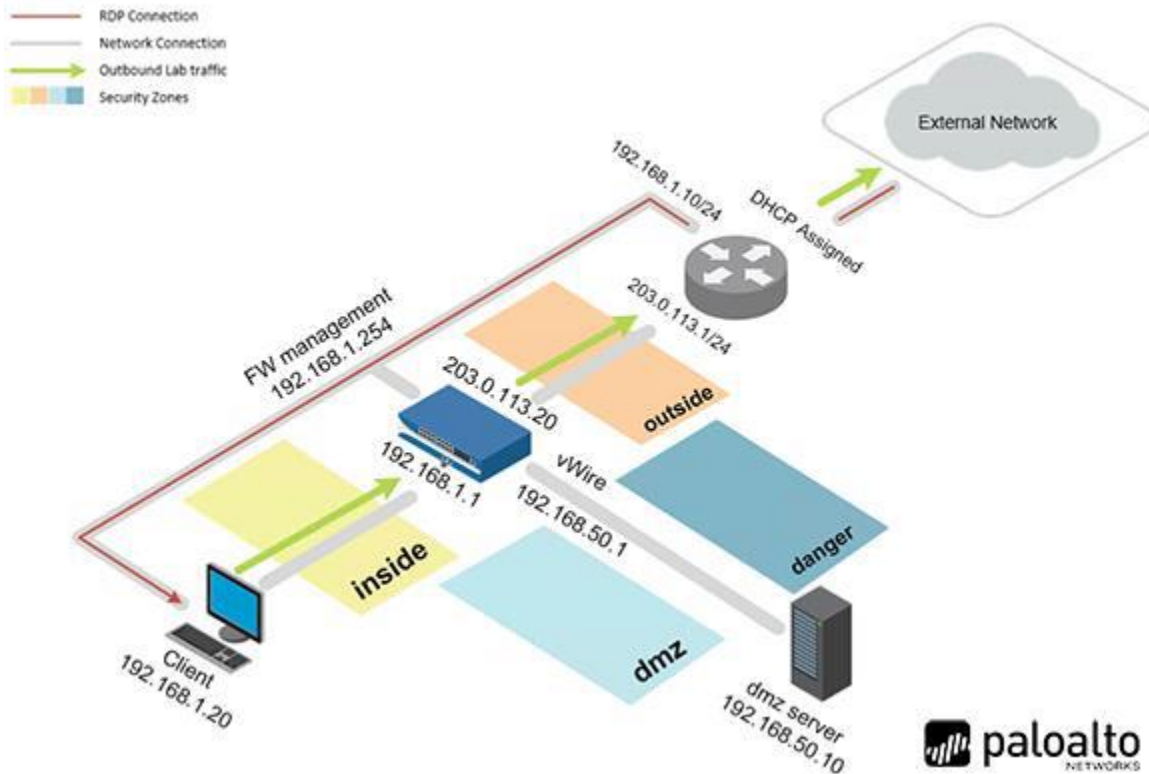 RDP Connection
Network Connection
Outbound Lab traffic
Security Zones
External Network
192.168.1.10/24
DHCP Assigned
203.0.113.1/24
FW management
192.168.1.254
203.0.113.20
outside
192.168.1.1
vWire
192.168.50.1
danger
inside
dmz
Client
192.168.1.20
dmz server
192.168.50.10
paloalto
NETWORKS